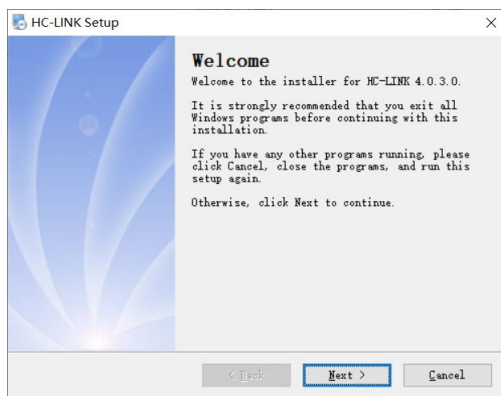 HC-LINK Setup
Welcome
Welcome to the installer for HC-LINK 4.0.3.0.
It is strongly recommended that you exit all
Windows programs before continuing with this
installation.
If you have any other programs running, please
click Cancel, close the programs, and run this
setup again.
Otherwise, click Next to continue.
< Back
Next >
Cancel